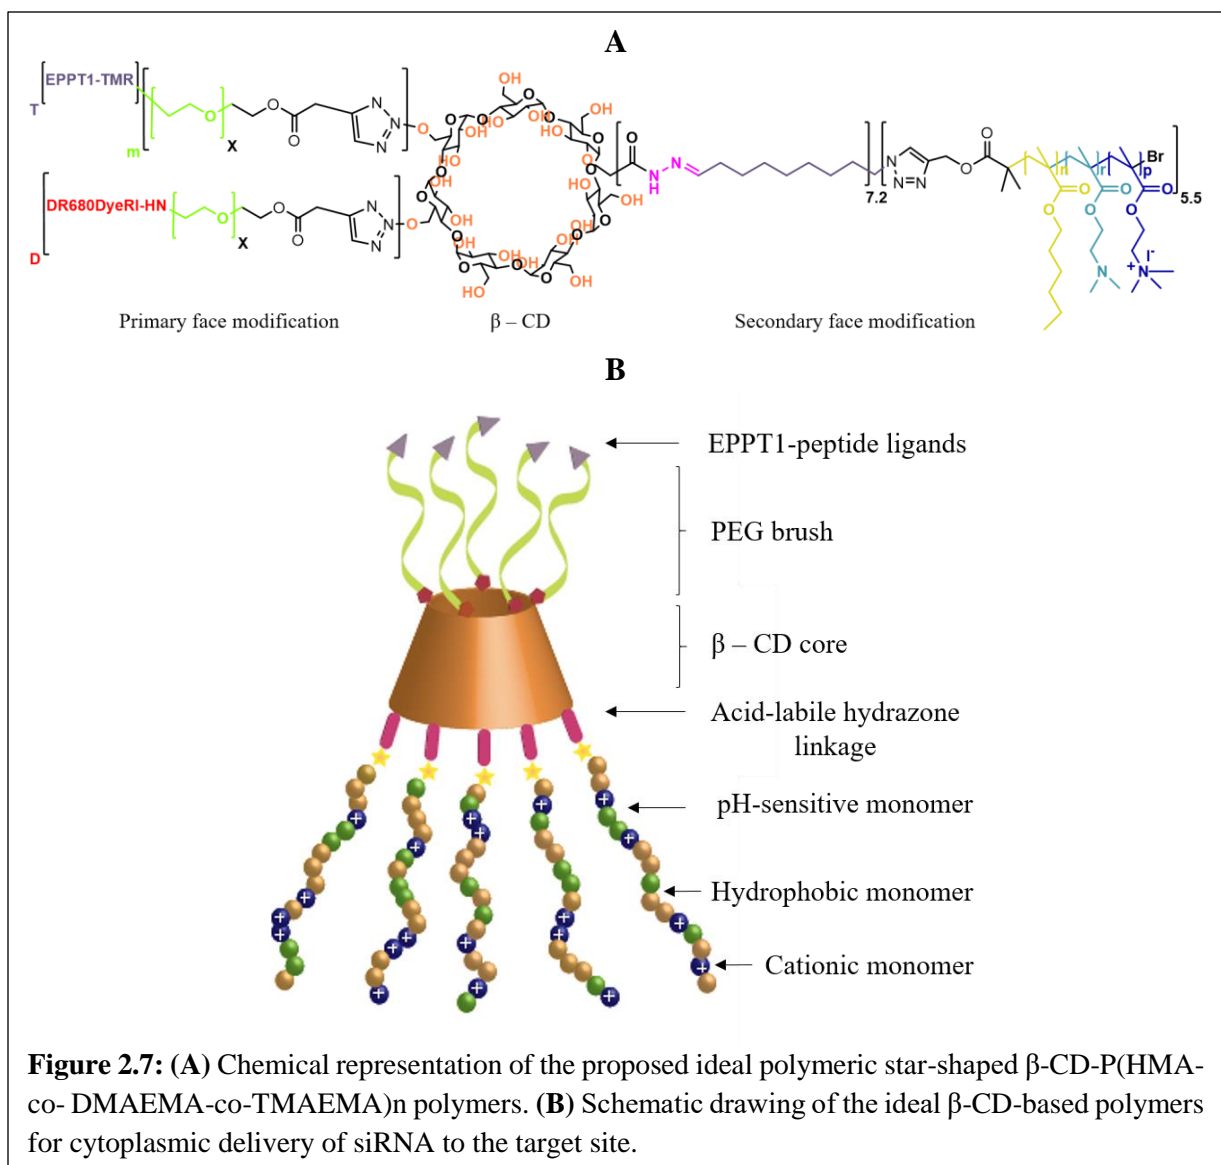 A
EPPT1-TMR
T
m
X
O
O
O
N
N
N
O
DR680DyeRI-HN
D
X
O
O
O
N
N
N
O
OH
HO
O
N
H
N
7.2
N
N=N
O
O
n
r
p
Br
5.5
O
O
O
O
O
O
N
N
+
I-
Primary face modification
β – CD
Secondary face modification
B
EPPT1-peptide ligands
PEG brush
β – CD core
Acid-labile hydrazone
linkage
pH-sensitive monomer
Hydrophobic monomer
Cationic monomer
Figure 2.7: (A) Chemical representation of the proposed ideal polymeric star-shaped β-CD-P(HMA-
co- DMAEMA-co-TMAEMA)n polymers. (B) Schematic drawing of the ideal β-CD-based polymers
for cytoplasmic delivery of siRNA to the target site.